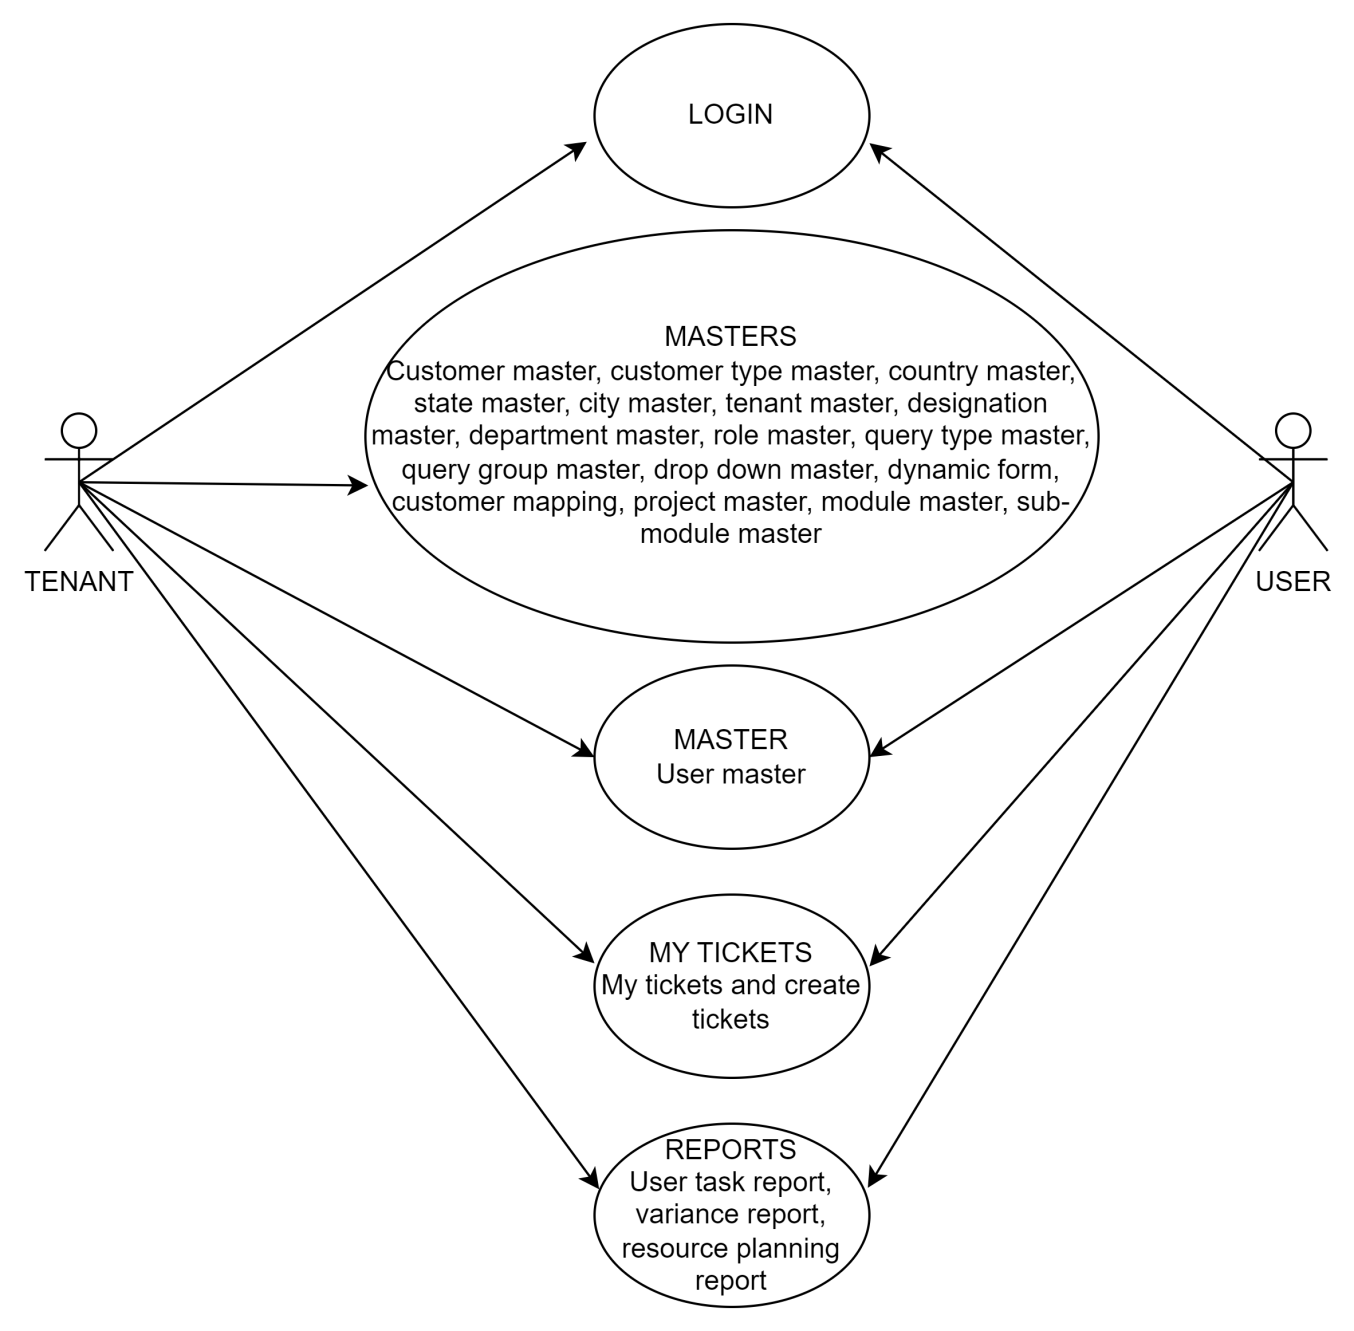 LOGIN
MASTERS
Customer master, customer type master, country master,
state master, city master, tenant master, designation
master, department master, role master, query type master,
query group master, drop down master, dynamic form,
customer mapping, project master, module master, sub-
module master
TENANT
USER
MASTER
User master
MY TICKETS
My tickets and create
tickets
REPORTS
User task report,
variance report,
resource planning
report